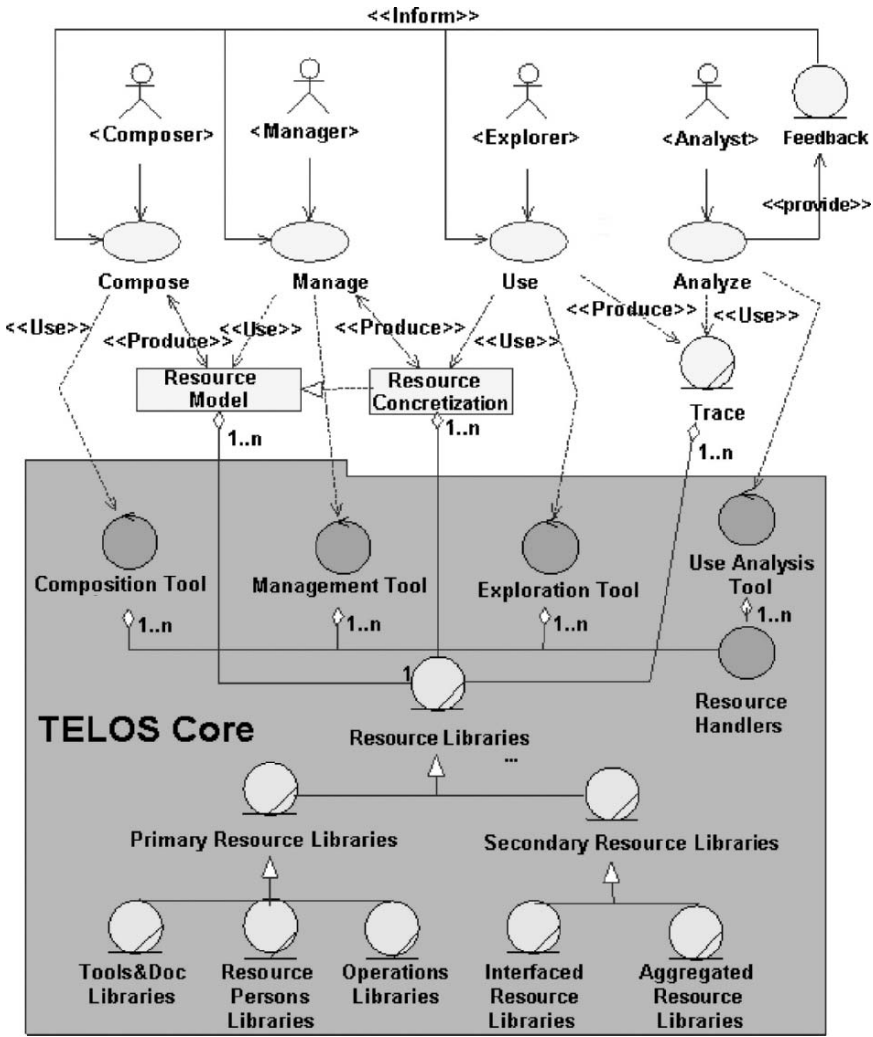 <<Inform>>
<Composer>
<Manager>
<Explorer>
<Analyst>
Feedback
<<provide>>
Compose
Manage
Use
Analyze
<<Use>>
<<Produce>>
<<Use>>
<<Produce>>
<<Use>>
<<Produce>>
<<Use>>
Resource
Model
Resource
Concretization
Trace
1..n
1..n
1..n
Composition Tool
Management Tool
Exploration Tool
Use Analysis
Tool
1..n
1..n
1..n
1..n
1
Resource
Handlers
TELOS Core
Resource Libraries
...
Primary Resource Libraries
Secondary Resource Libraries
Tools&Doc
Libraries
Resource
Persons
Libraries
Operations
Libraries
Interfaced
Resource
Libraries
Aggregated
Resource
Libraries